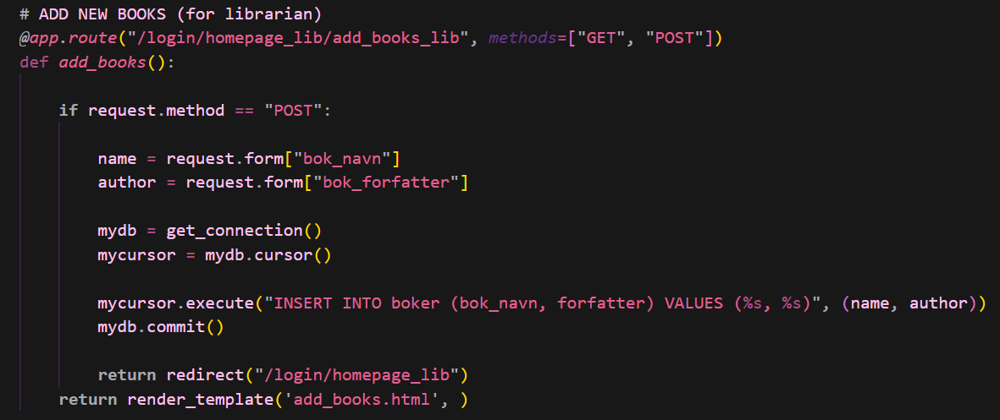 # ADD NEW BOOKS (for librarian)
@app.route("/login/homepage_lib/add_books_lib", methods=["GET", "POST"])
def add_books():
if request.method == "POST":
name = request.form["bok_navn"]
author = request.form["bok_forfatter"]
mydb = get_connection()
mycursor = mydb.cursor()
mycursor.execute("INSERT INTO boker (bok_navn, forfatter) VALUES (%s, %s)", (name, author))
mydb.commit()
return redirect("/login/homepage_lib")
return render_template('add_books.html', )